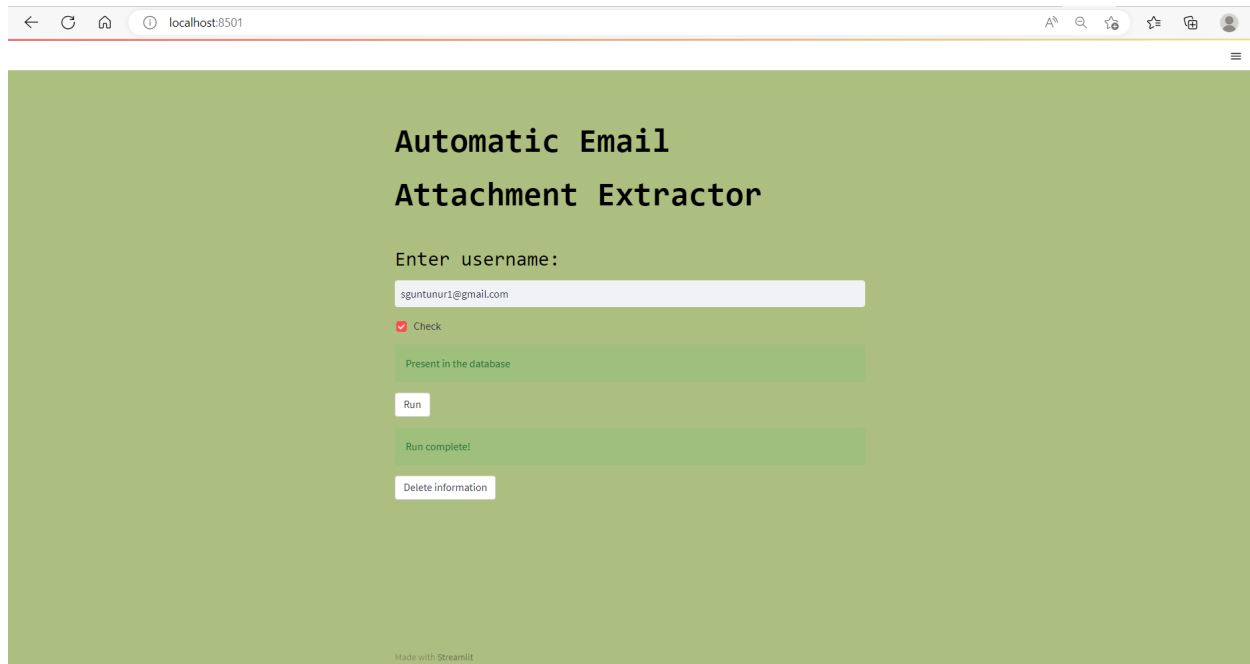 localhost:8501
Automatic Email
Attachment Extractor
Enter username:
sguntunur1@gmail.com
Check
Present in the database
Run
Run complete!
Delete information
Made with Streamlit